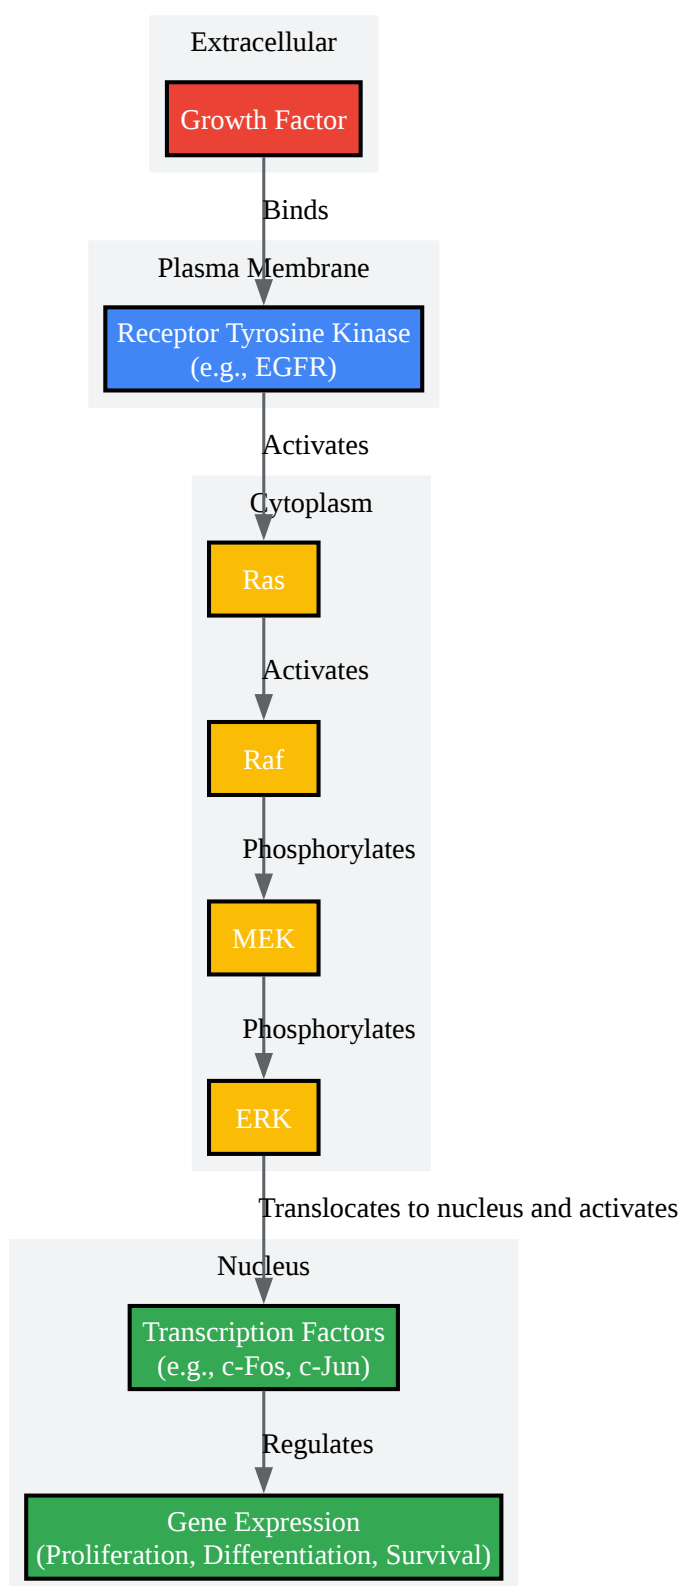 Extracellular
Growth Factor
Binds
Plasma Membrane
Receptor Tyrosine Kinase
(e.g., EGFR)
Activates
Cytoplasm
Ras
Activates
Raf
Phosphorylates
MEK
Phosphorylates
ERK
Translocates to nucleus and activates
Nucleus
Transcription Factors
(e.g., c-Fos, c-Jun)
Regulates
Gene Expression
(Proliferation, Differentiation, Survival)